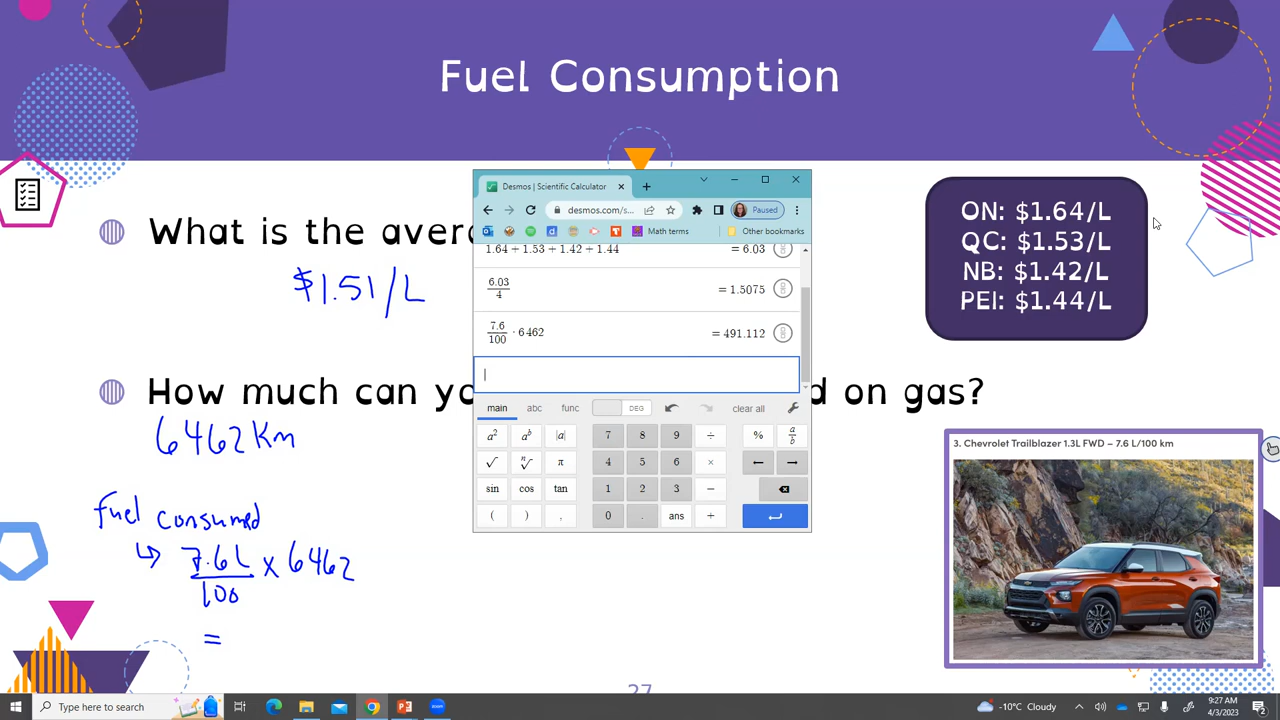 Fuel Consumption
What is the aver
$1.51/L
ON: $1.64/L
QC: $1.53/L
NB: $1.42/L
PEI: $1.44/L
Desmos | Scientific Calculator
desmos.com/s...
Paused
Math terms
Other bookmarks
1.64 + 1.53 + 1.42 + 1.44
= 6.03
6.03
4
= 1.5075
7.6
100
· 6462
= 491.112
main
abc
func
DEG
clear all
a² aᵇ |a| 7 8 9 ÷ % a/b
√ ⁿ√ π 4 5 6 × ← →
sin cos tan 1 2 3 −
( ) , 0 . ans +
How much can yo
d on gas?
6462 Km
fuel consumed
↳ 7.6L
100
x 6462
=
3. Chevrolet Trailblazer 1.3L FWD – 7.6 L/100 km
27
Type here to search
-10°C Cloudy
9:27 AM
4/3/2023
2